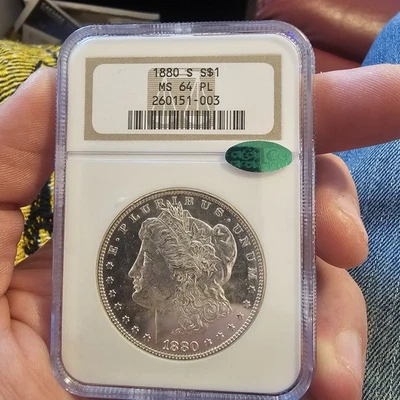 1880 S S$1
MS 64 PL
260151-003
E · PLURIBUS · UNUM
1880